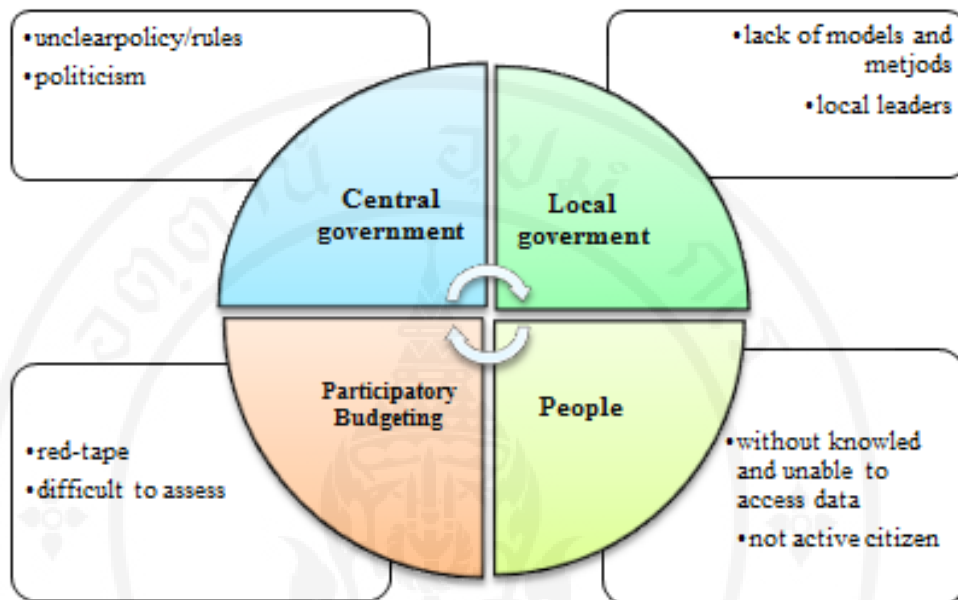 •unclearpolicy/rules
•politicism
•lack of models and
metjods
•local leaders
Central
government
Local
goverment
Participatory
Budgeting
People
•red-tape
•difficult to assess
•without knowled
and unable to
access data
•not active citizen